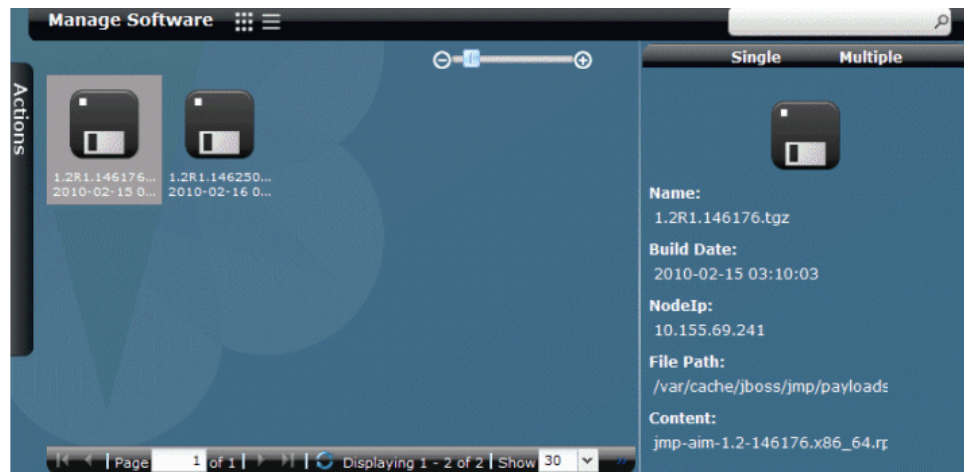 Manage Software
Single Multiple
Actions
1.2R1.146176... 1.2R1.146250...
2010-02-15 0... 2010-02-16 0...
Name:
1.2R1.146176.tgz
Build Date:
2010-02-15 03:10:03
NodeIp:
10.155.69.241
File Path:
/var/cache/jboss/jmp/payloads
Content:
jmp-aim-1.2-146176.x86_64.rp
Page 1 of 1 Displaying 1 - 2 of 2 Show 30